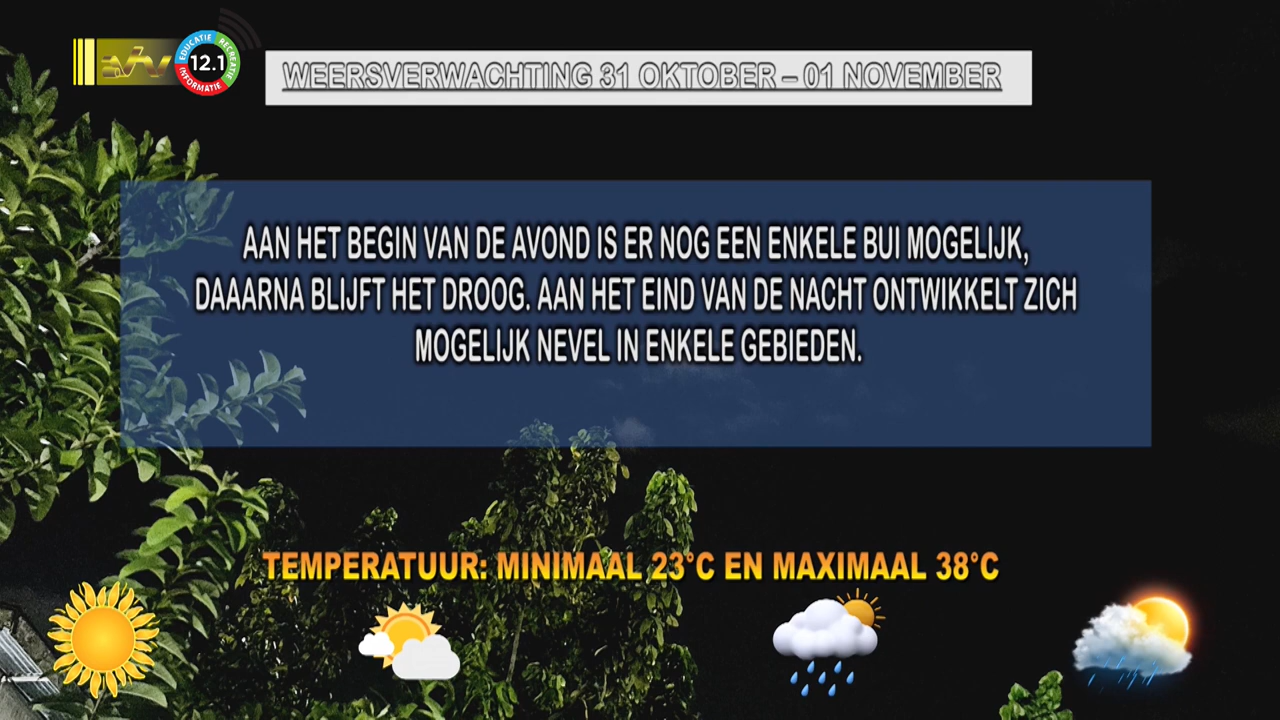 EDUCATIE
RECREATIE
INFORMATIE
12.1
WEERSVERWACHTING 31 OKTOBER – 01 NOVEMBER
AAN HET BEGIN VAN DE AVOND IS ER NOG EEN ENKELE BUI MOGELIJK,
DAAARNA BLIJFT HET DROOG. AAN HET EIND VAN DE NACHT ONTWIKKELT ZICH
MOGELIJK NEVEL IN ENKELE GEBIEDEN.
TEMPERATUUR: MINIMAAL 23°C EN MAXIMAAL 38°C